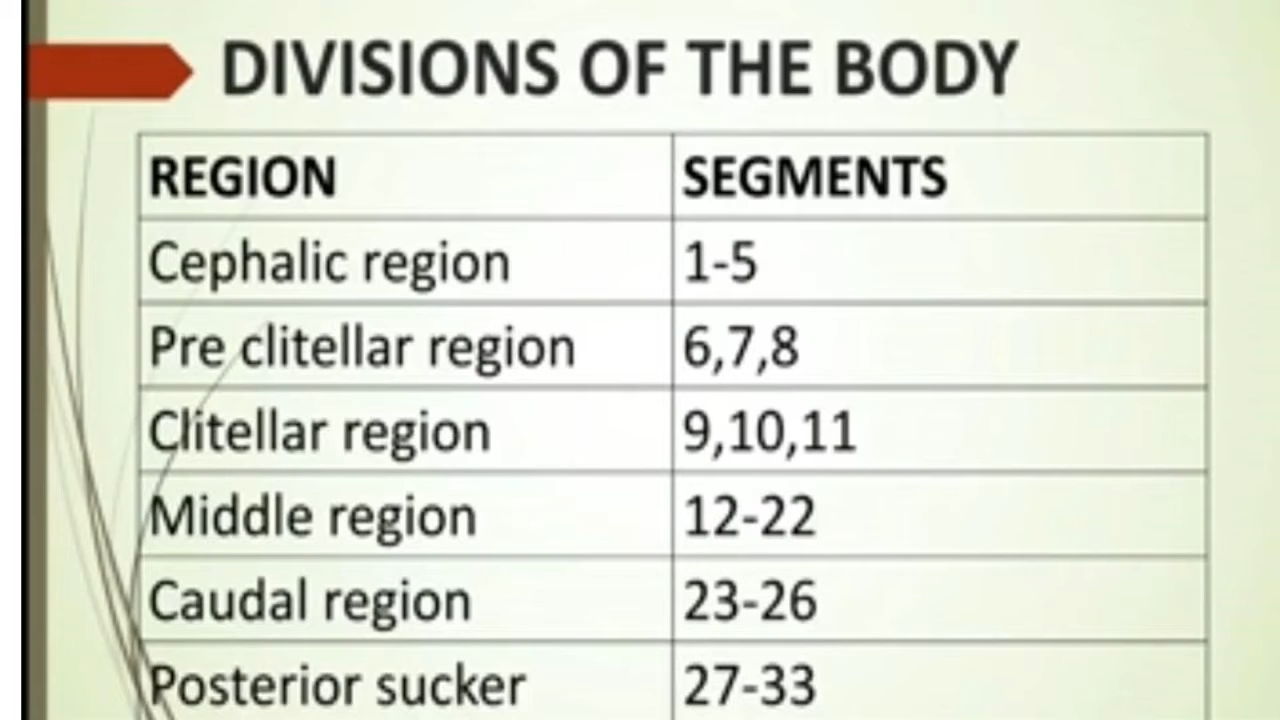 DIVISIONS OF THE BODY
REGION SEGMENTS
Cephalic region 1-5
Pre clitellar region 6,7,8
Clitellar region 9,10,11
Middle region 12-22
Caudal region 23-26
Posterior sucker 27-33